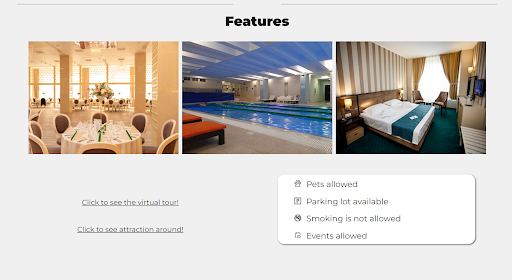 Features
Click to see the virtual tour!
Click to see attraction around!
Pets allowed
Parking lot available
Smoking is not allowed
Events allowed